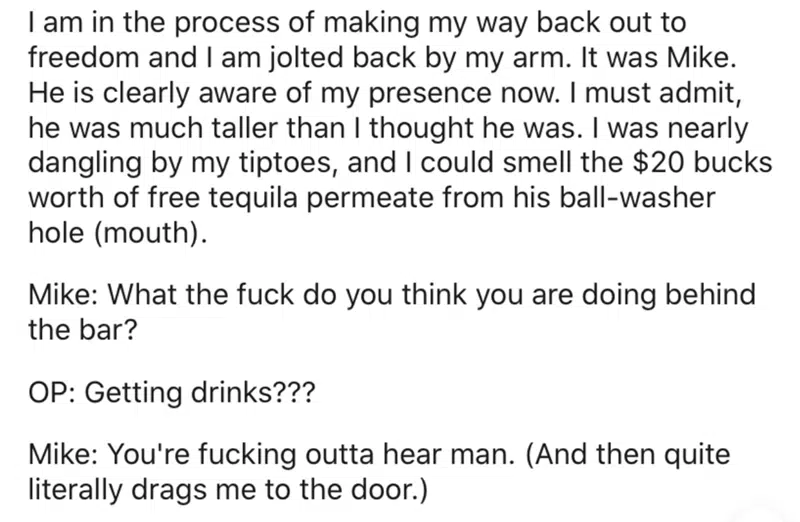 I am in the process of making my way back out to
freedom and I am jolted back by my arm. It was Mike.
He is clearly aware of my presence now. I must admit,
he was much taller than I thought he was. I was nearly
dangling by my tiptoes, and I could smell the $20 bucks
worth of free tequila permeate from his ball-washer
hole (mouth).
Mike: What the fuck do you think you are doing behind
the bar?
OP: Getting drinks???
Mike: You're fucking outta hear man. (And then quite
literally drags me to the door.)